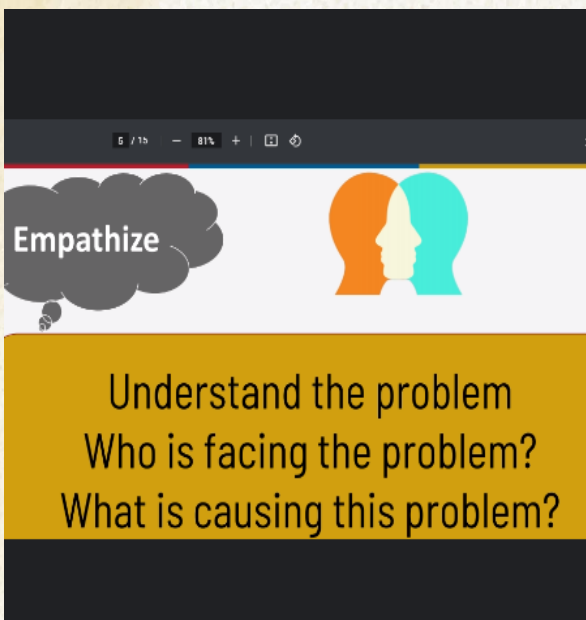 5 / 15 − 81% +
Empathize
Understand the problem
Who is facing the problem?
What is causing this problem?